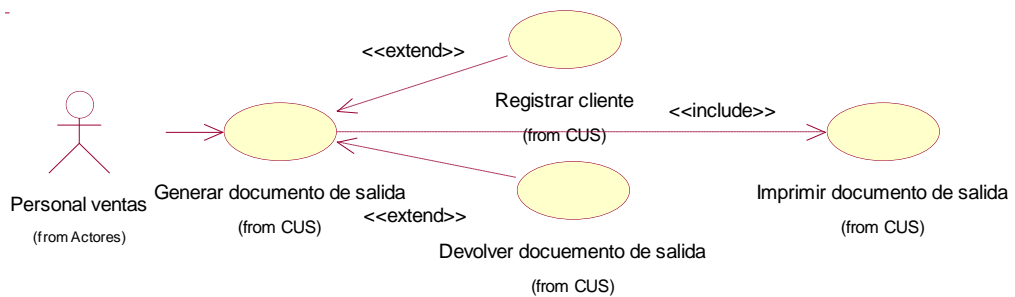 <<extend>>
Registrar cliente
(from CUS)
<<include>>
Personal ventas
(from Actores)
Generar documento de salida
(from CUS)
<<extend>>
Devolver docuemento de salida
(from CUS)
Imprimir documento de salida
(from CUS)